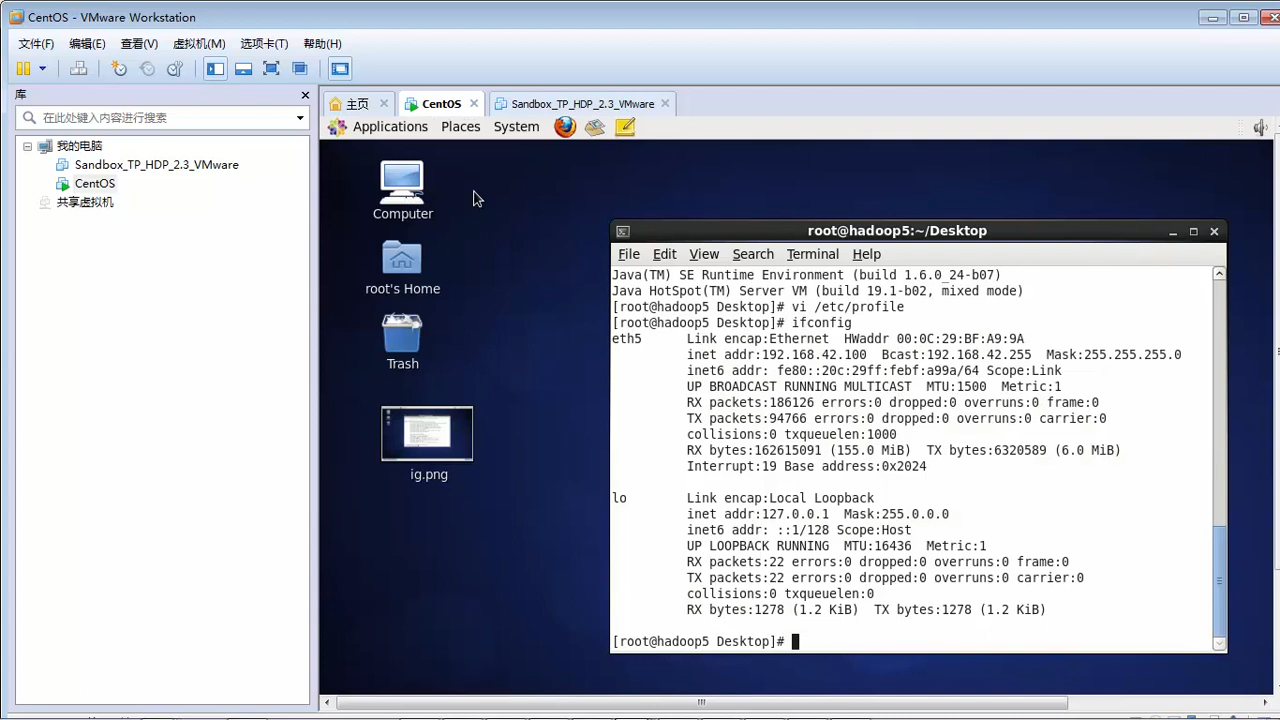 CentOS - VMware Workstation
文件(F) 编辑(E) 查看(V) 虚拟机(M) 选项卡(T) 帮助(H)
库
在此处键入内容进行搜索
我的电脑
Sandbox_TP_HDP_2.3_VMware
CentOS
共享虚拟机
主页 CentOS Sandbox_TP_HDP_2.3_VMware
Applications Places System
Computer
root's Home
Trash
ig.png
root@hadoop5:~/Desktop
File Edit View Search Terminal Help
Java(TM) SE Runtime Environment (build 1.6.0_24-b07)
Java HotSpot(TM) Server VM (build 19.1-b02, mixed mode)
[root@hadoop5 Desktop]# vi /etc/profile
[root@hadoop5 Desktop]# ifconfig
eth5 Link encap:Ethernet HWaddr 00:0C:29:BF:A9:9A
inet addr:192.168.42.100 Bcast:192.168.42.255 Mask:255.255.255.0
inet6 addr: fe80::20c:29ff:febf:a99a/64 Scope:Link
UP BROADCAST RUNNING MULTICAST MTU:1500 Metric:1
RX packets:186126 errors:0 dropped:0 overruns:0 frame:0
TX packets:94766 errors:0 dropped:0 overruns:0 carrier:0
collisions:0 txqueuelen:1000
RX bytes:162615091 (155.0 MiB) TX bytes:6320589 (6.0 MiB)
Interrupt:19 Base address:0x2024
lo Link encap:Local Loopback
inet addr:127.0.0.1 Mask:255.0.0.0
inet6 addr: ::1/128 Scope:Host
UP LOOPBACK RUNNING MTU:16436 Metric:1
RX packets:22 errors:0 dropped:0 overruns:0 frame:0
TX packets:22 errors:0 dropped:0 overruns:0 carrier:0
collisions:0 txqueuelen:0
RX bytes:1278 (1.2 KiB) TX bytes:1278 (1.2 KiB)
[root@hadoop5 Desktop]#